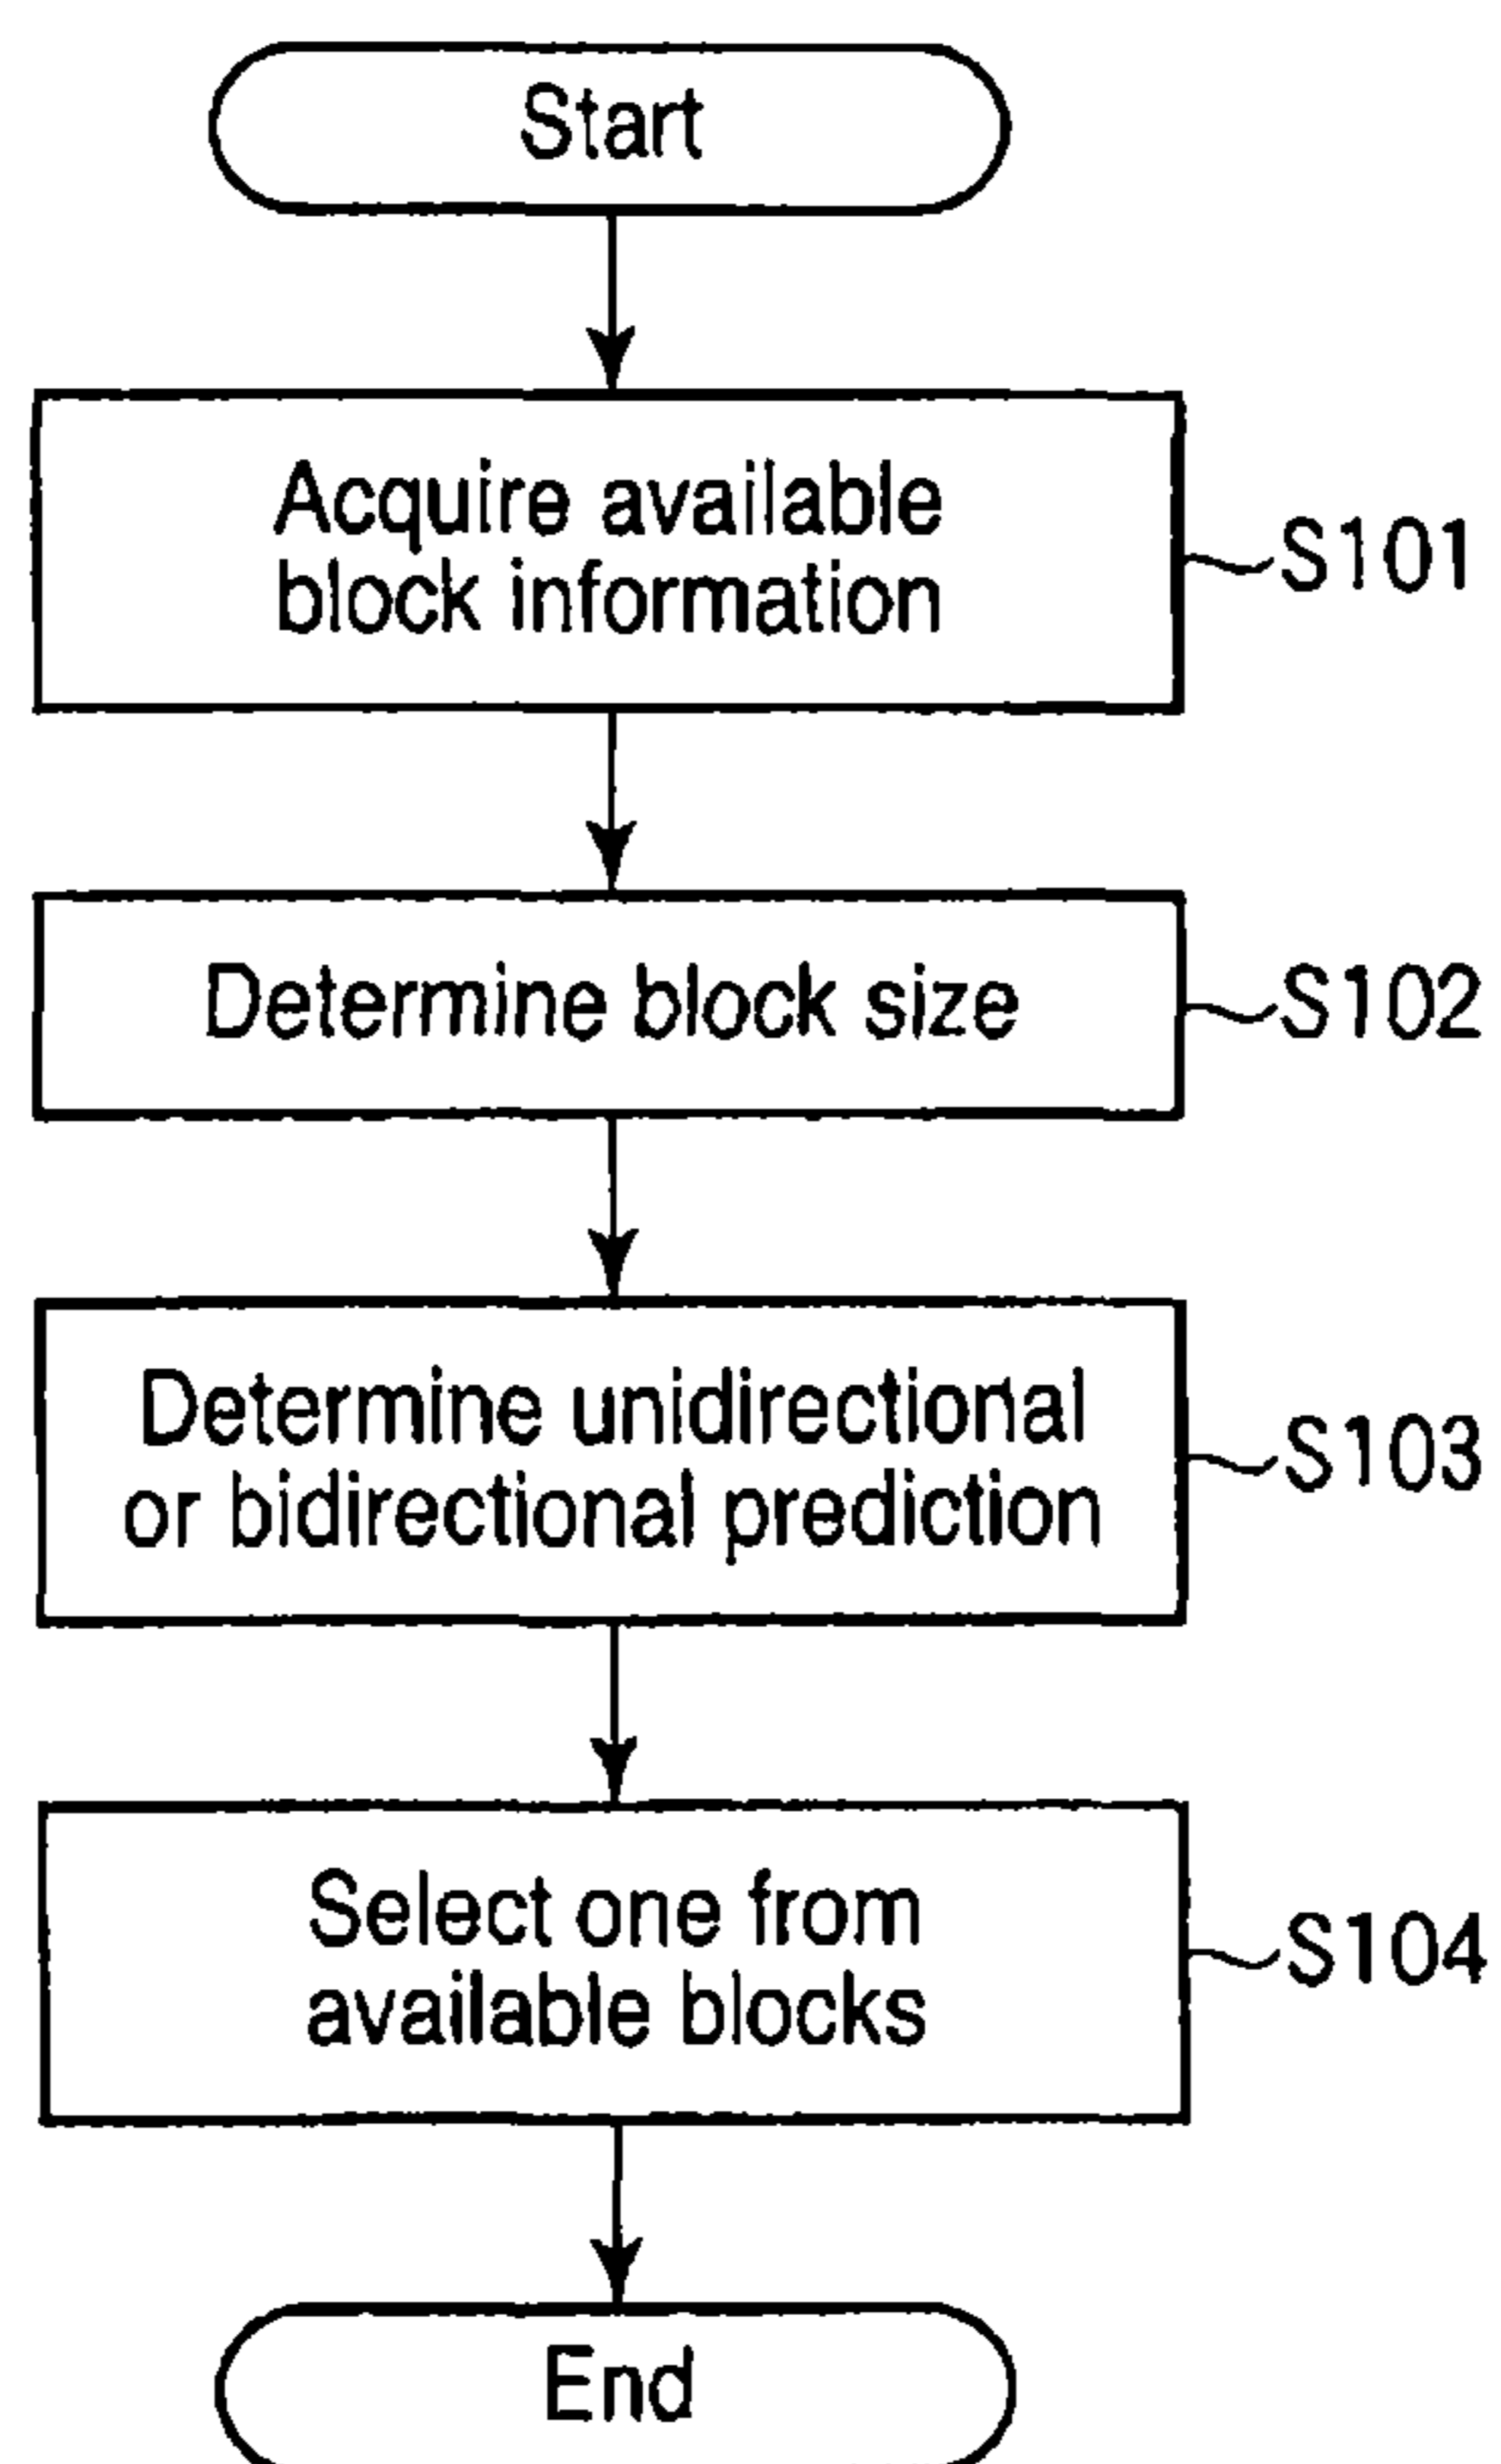 Start
Acquire available
block information
S101
Determine block size
S102
Determine unidirectional
or bidirectional prediction
S103
Select one from
available blocks
S104
End